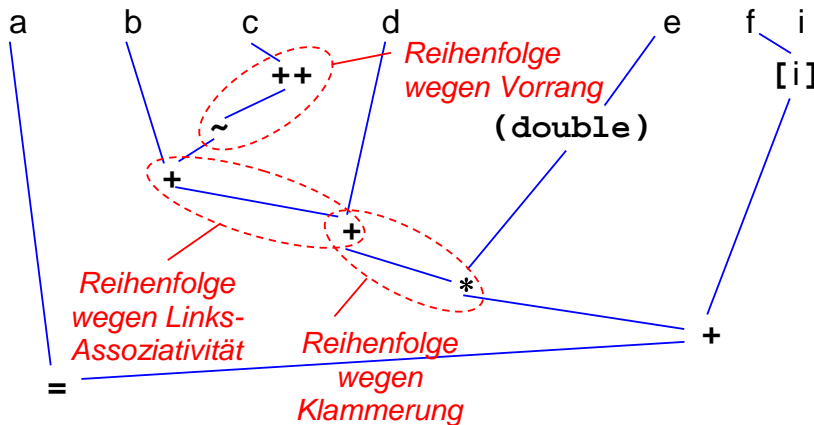 a b c d e f i
++
Reihenfolge
wegen Vorrang
[i]
~
(double)
+
+
*
Reihenfolge
wegen Links-
Assoziativität
Reihenfolge
wegen
Klammerung
+
=